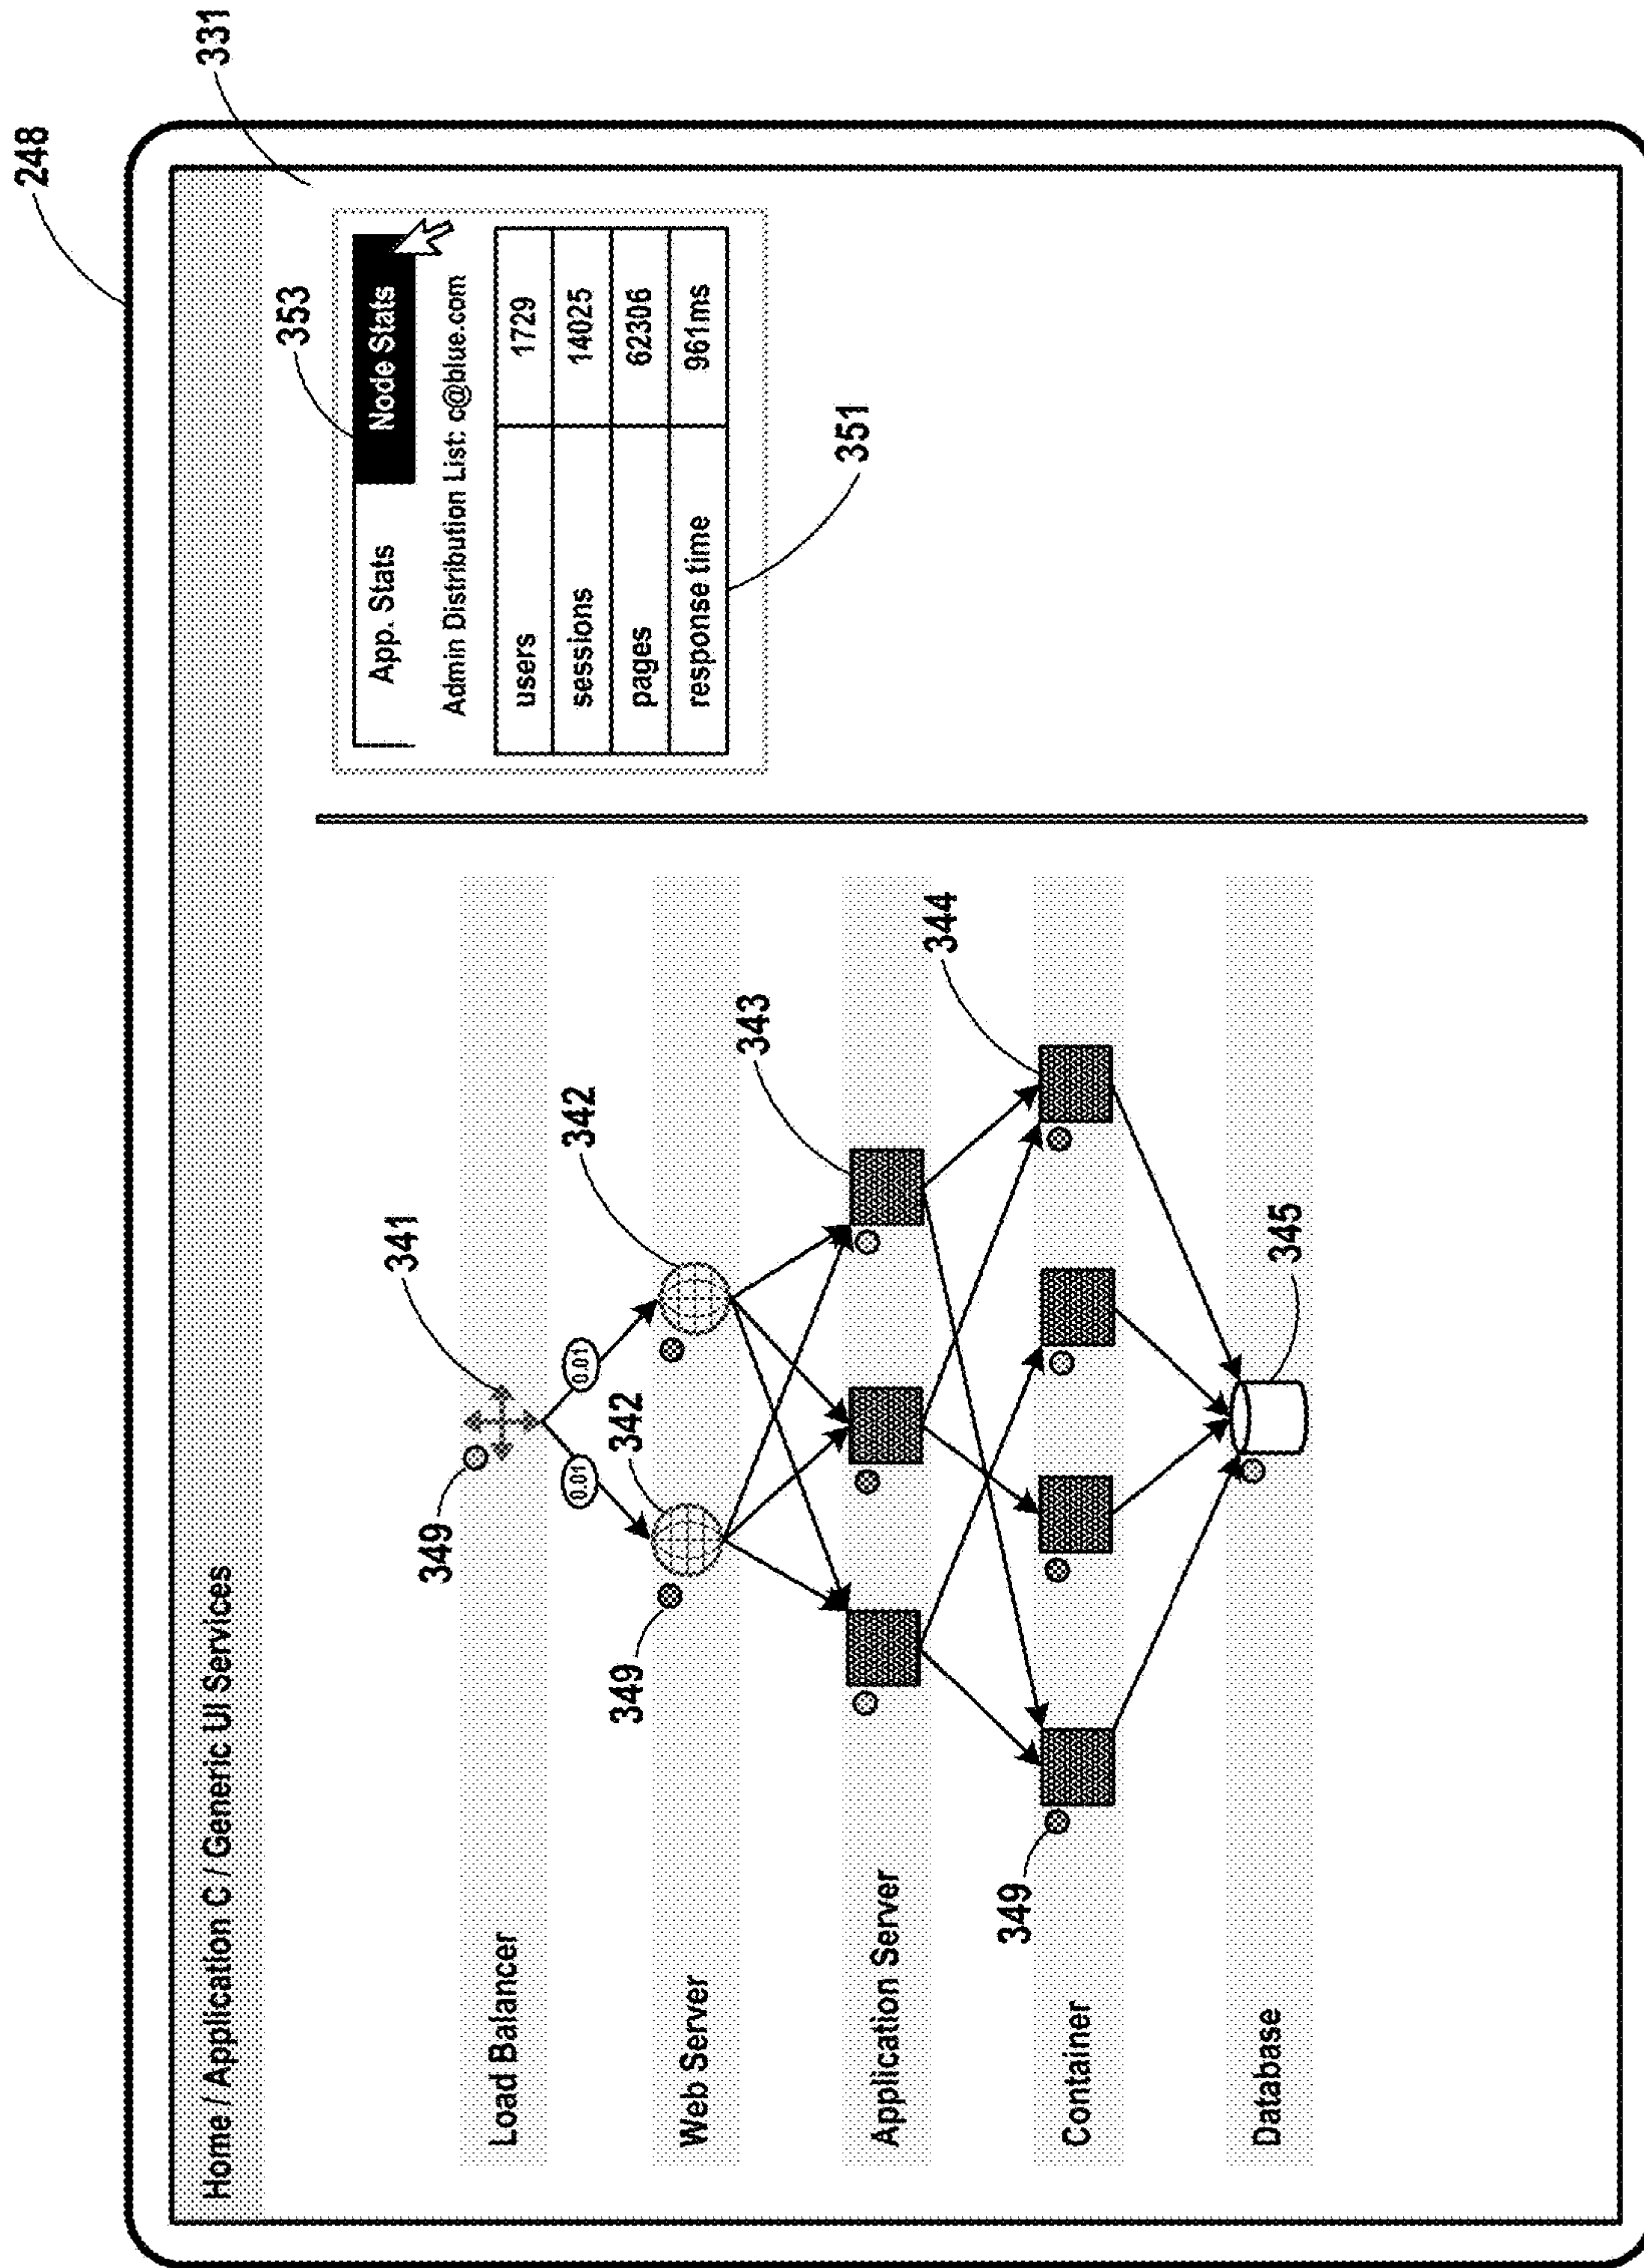 248
331
Home / Application C / Generic UI Services
353
App. Stats Node Stats
Admin Distribution List: c@blue.com
users 1729
sessions 14025
pages 62306
response time 961ms
351
Load Balancer
349
341
0.01 0.01
Web Server
349
342
342
Application Server
343
Container
349
344
Database
345